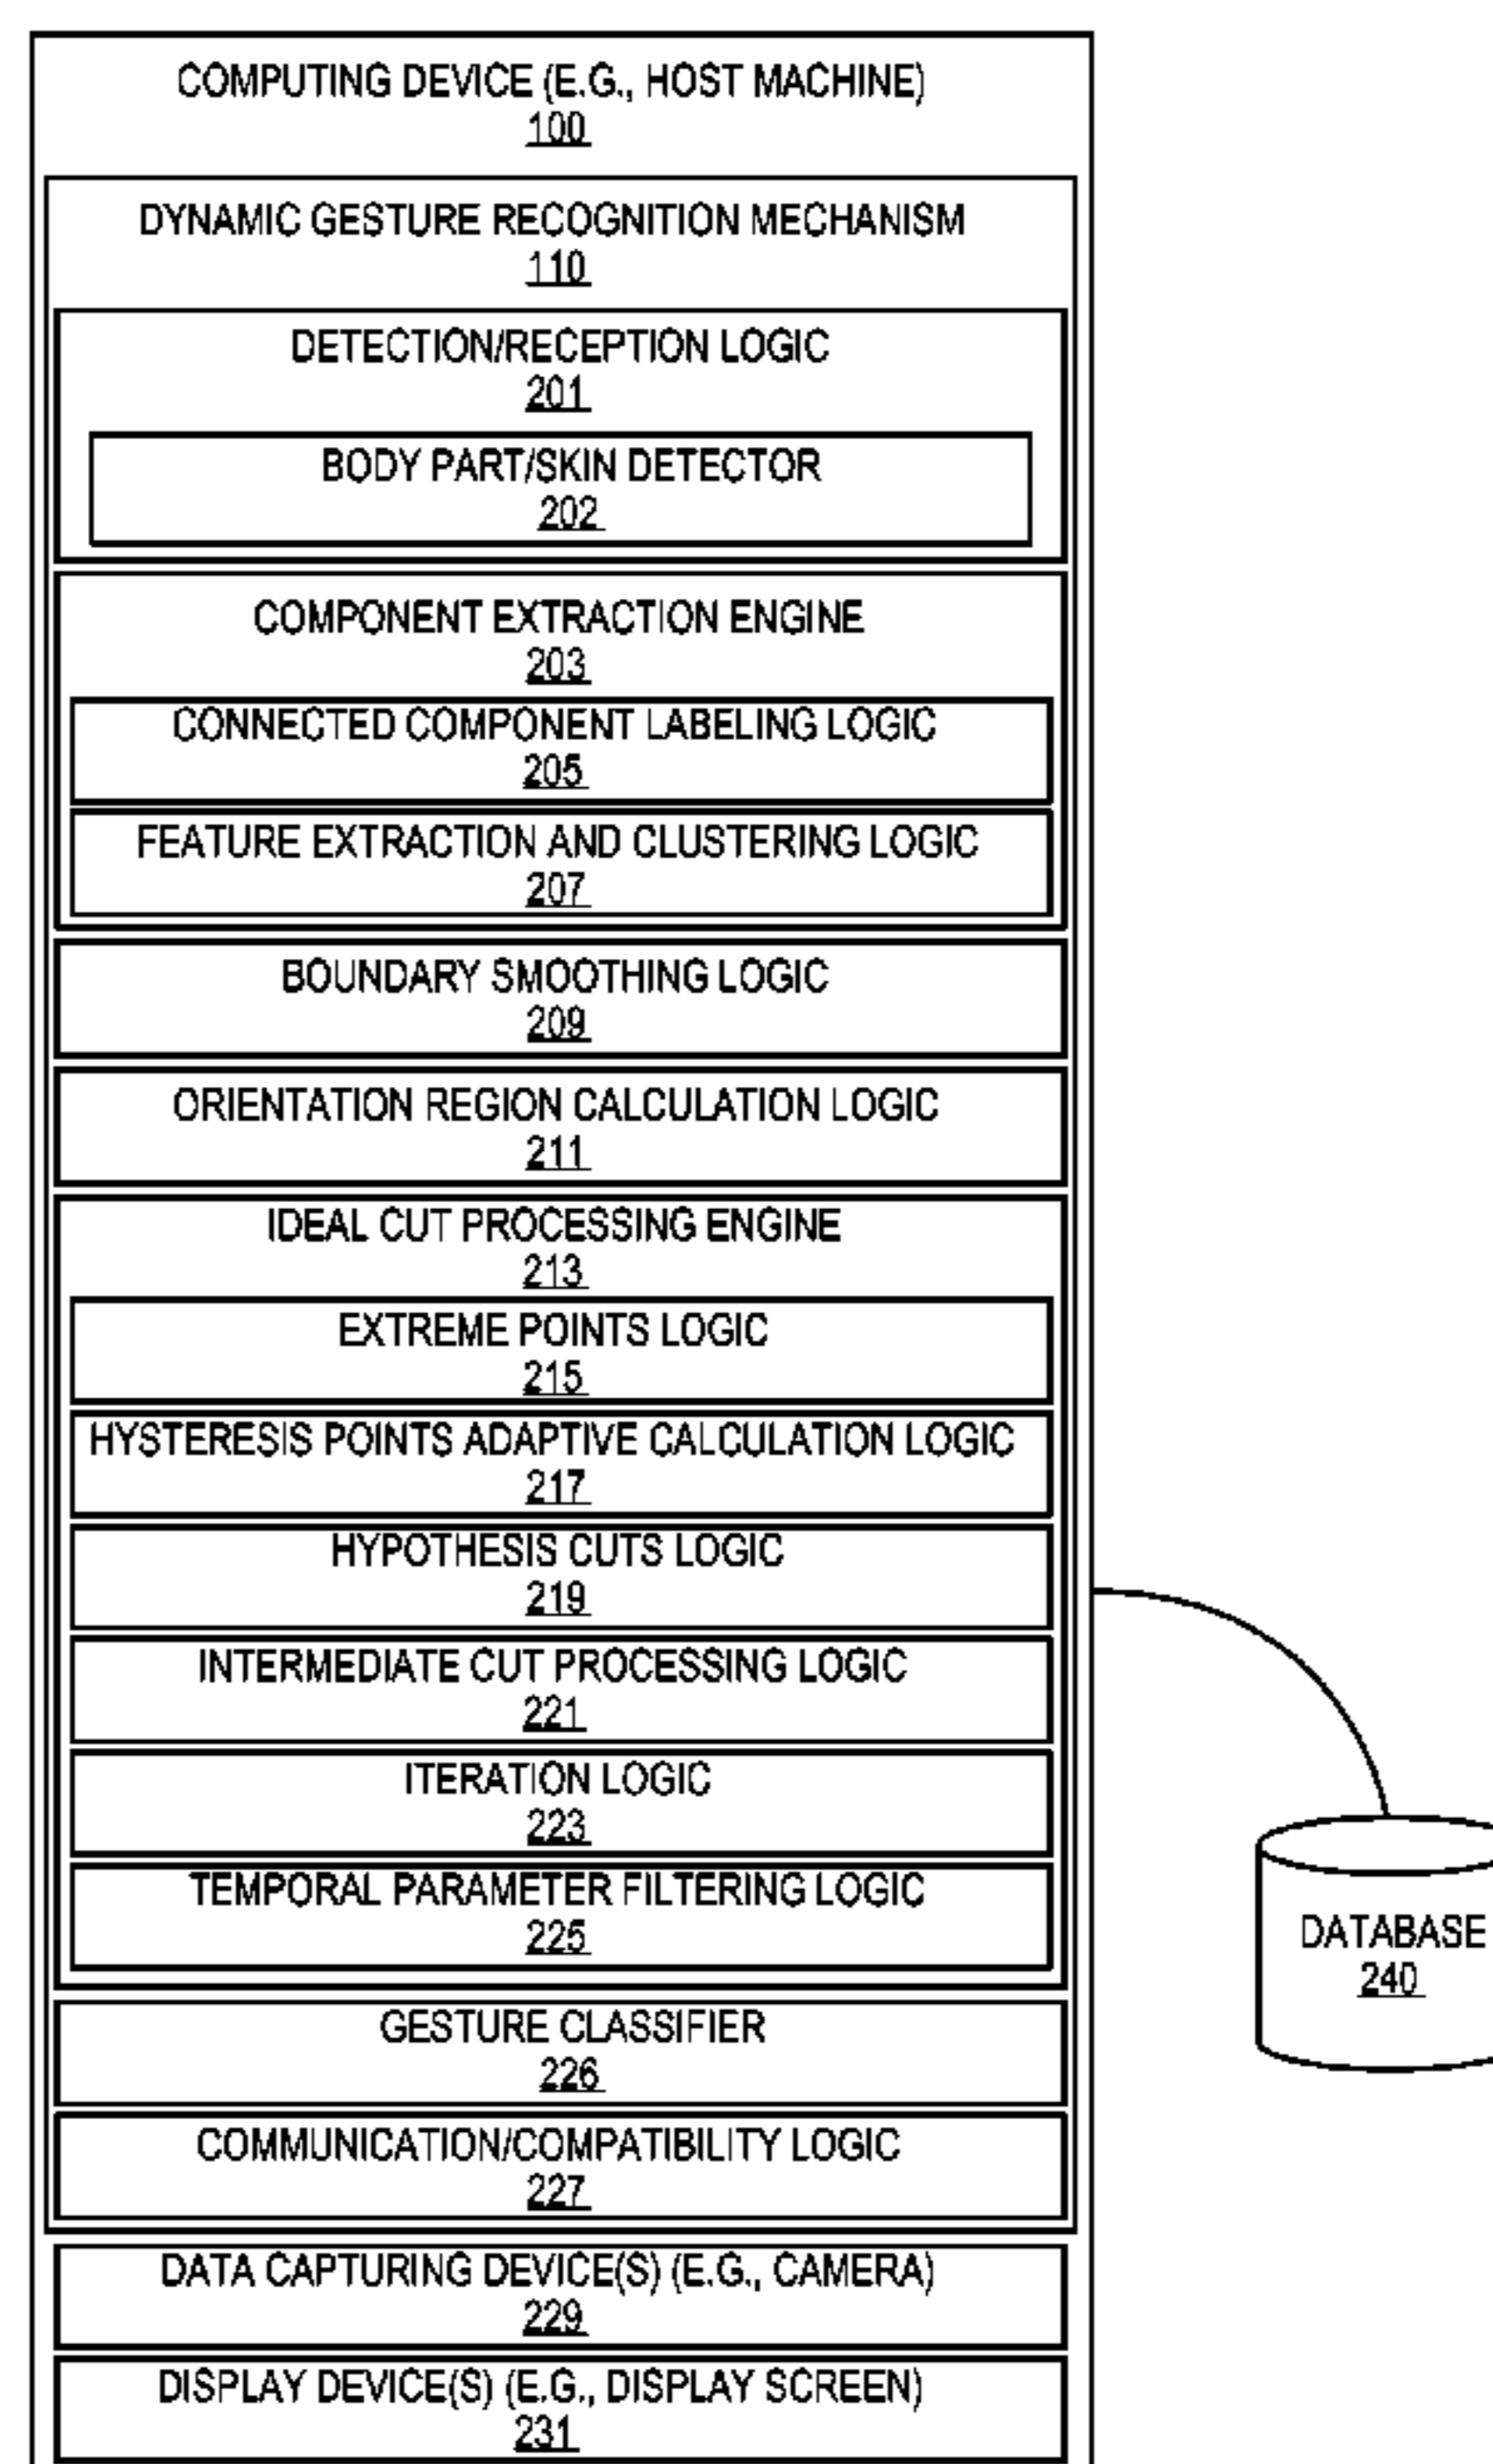 COMPUTING DEVICE (E.G., HOST MACHINE)
100
DYNAMIC GESTURE RECOGNITION MECHANISM
110
DETECTION/RECEPTION LOGIC
201
BODY PART/SKIN DETECTOR
202
COMPONENT EXTRACTION ENGINE
203
CONNECTED COMPONENT LABELING LOGIC
205
FEATURE EXTRACTION AND CLUSTERING LOGIC
207
BOUNDARY SMOOTHING LOGIC
209
ORIENTATION REGION CALCULATION LOGIC
211
IDEAL CUT PROCESSING ENGINE
213
EXTREME POINTS LOGIC
215
HYSTERESIS POINTS ADAPTIVE CALCULATION LOGIC
217
HYPOTHESIS CUTS LOGIC
219
INTERMEDIATE CUT PROCESSING LOGIC
221
ITERATION LOGIC
223
TEMPORAL PARAMETER FILTERING LOGIC
225
DATABASE
240
GESTURE CLASSIFIER
226
COMMUNICATION/COMPATIBILITY LOGIC
227
DATA CAPTURING DEVICE(S) (E.G., CAMERA)
229
DISPLAY DEVICE(S) (E.G., DISPLAY SCREEN)
231